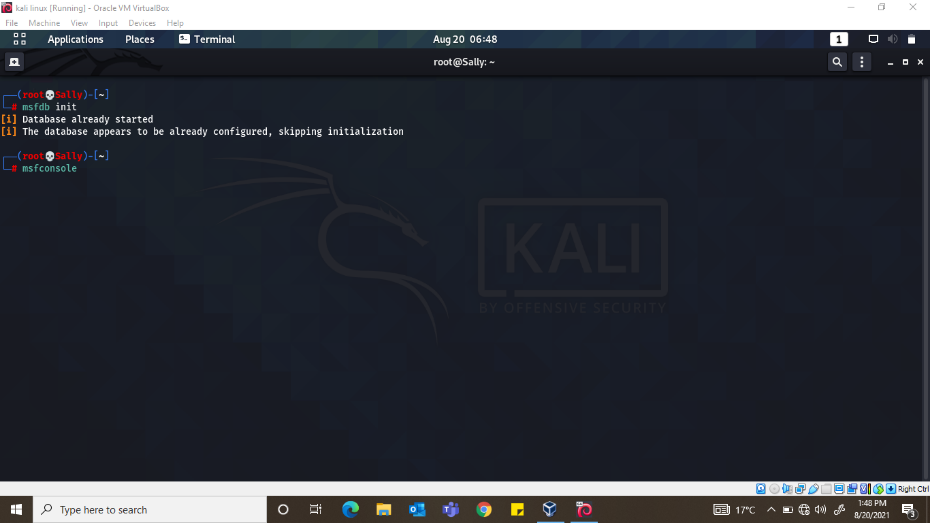 kali linux [Running] - Oracle VM VirtualBox
File Machine View Input Devices Help
Applications Places Terminal Aug 20 06:48 1
root@Sally: ~
(root💀Sally)-[~]
# msfdb init
[i] Database already started
[i] The database appears to be already configured, skipping initialization
(root💀Sally)-[~]
# msfconsole
KALI
BY OFFENSIVE SECURITY
Right Ctrl
Type here to search
17°C
1:48 PM
8/20/2021
3